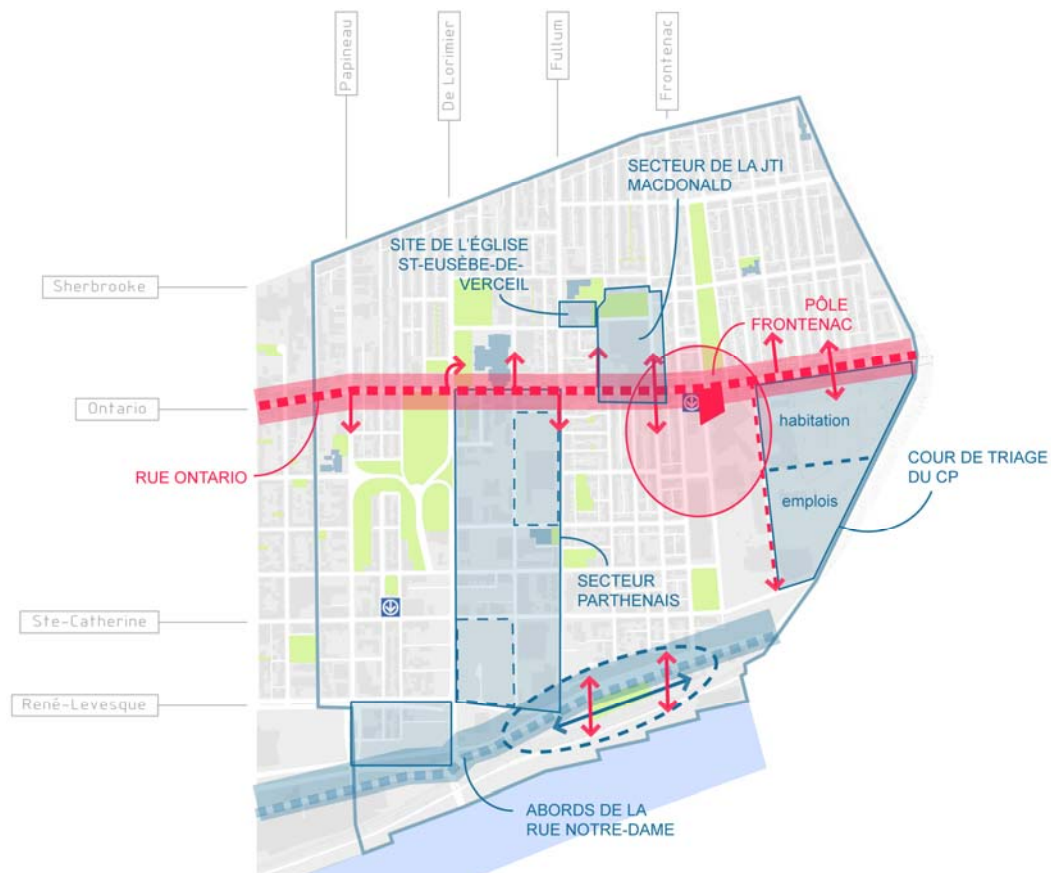 Papineau
De Lorimier
Fullum
Frontenac
SECTEUR DE LA JTI
MACDONALD
SITE DE L'ÉGLISE
ST-EUSÈBE-DE-
VERCEIL
Sherbrooke
PÔLE
FRONTENAC
Ontario
habitation
RUE ONTARIO
COUR DE TRIAGE
DU CP
emplois
SECTEUR
PARTHENAIS
Ste-Catherine
René-Levesque
ABORDS DE LA
RUE NOTRE-DAME